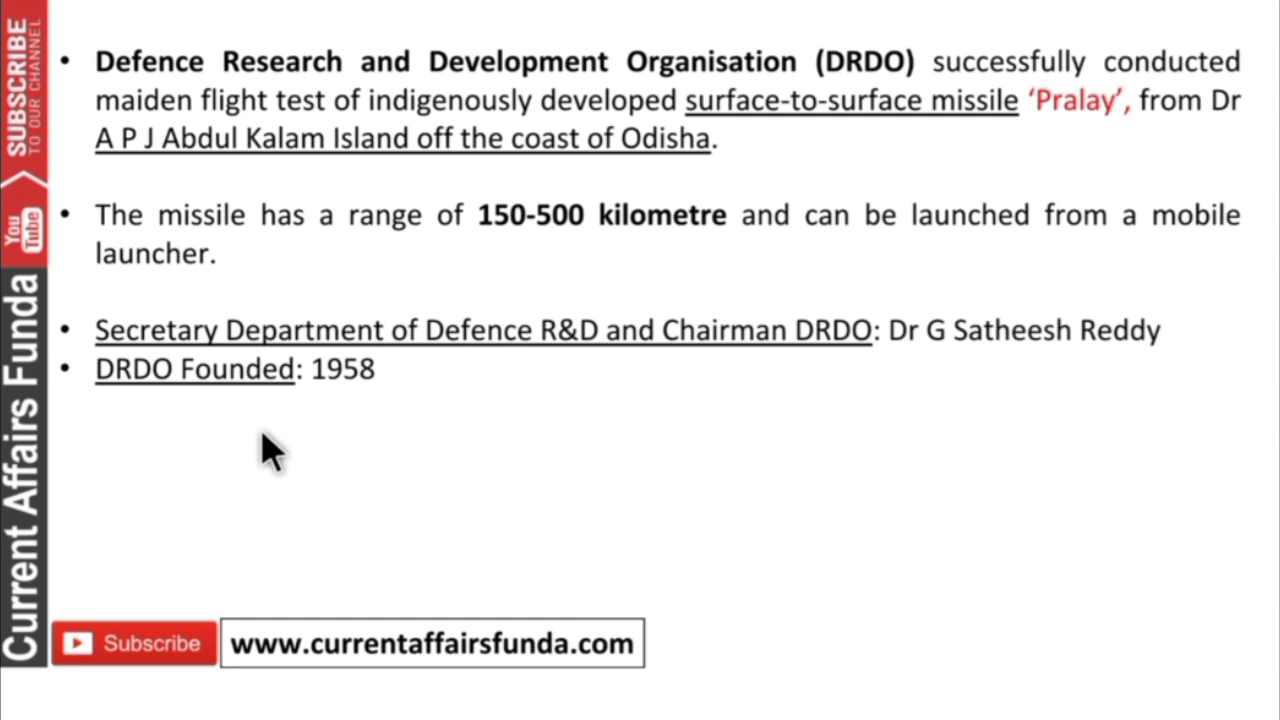 • Defence Research and Development Organisation (DRDO) successfully conducted
maiden flight test of indigenously developed surface-to-surface missile ‘Pralay’, from Dr
A P J Abdul Kalam Island off the coast of Odisha.
• The missile has a range of 150-500 kilometre and can be launched from a mobile
launcher.
• Secretary Department of Defence R&D and Chairman DRDO: Dr G Satheesh Reddy
• DRDO Founded: 1958
SUBSCRIBE
TO OUR CHANNEL
You
Tube
Current Affairs Funda
Subscribe
www.currentaffairsfunda.com